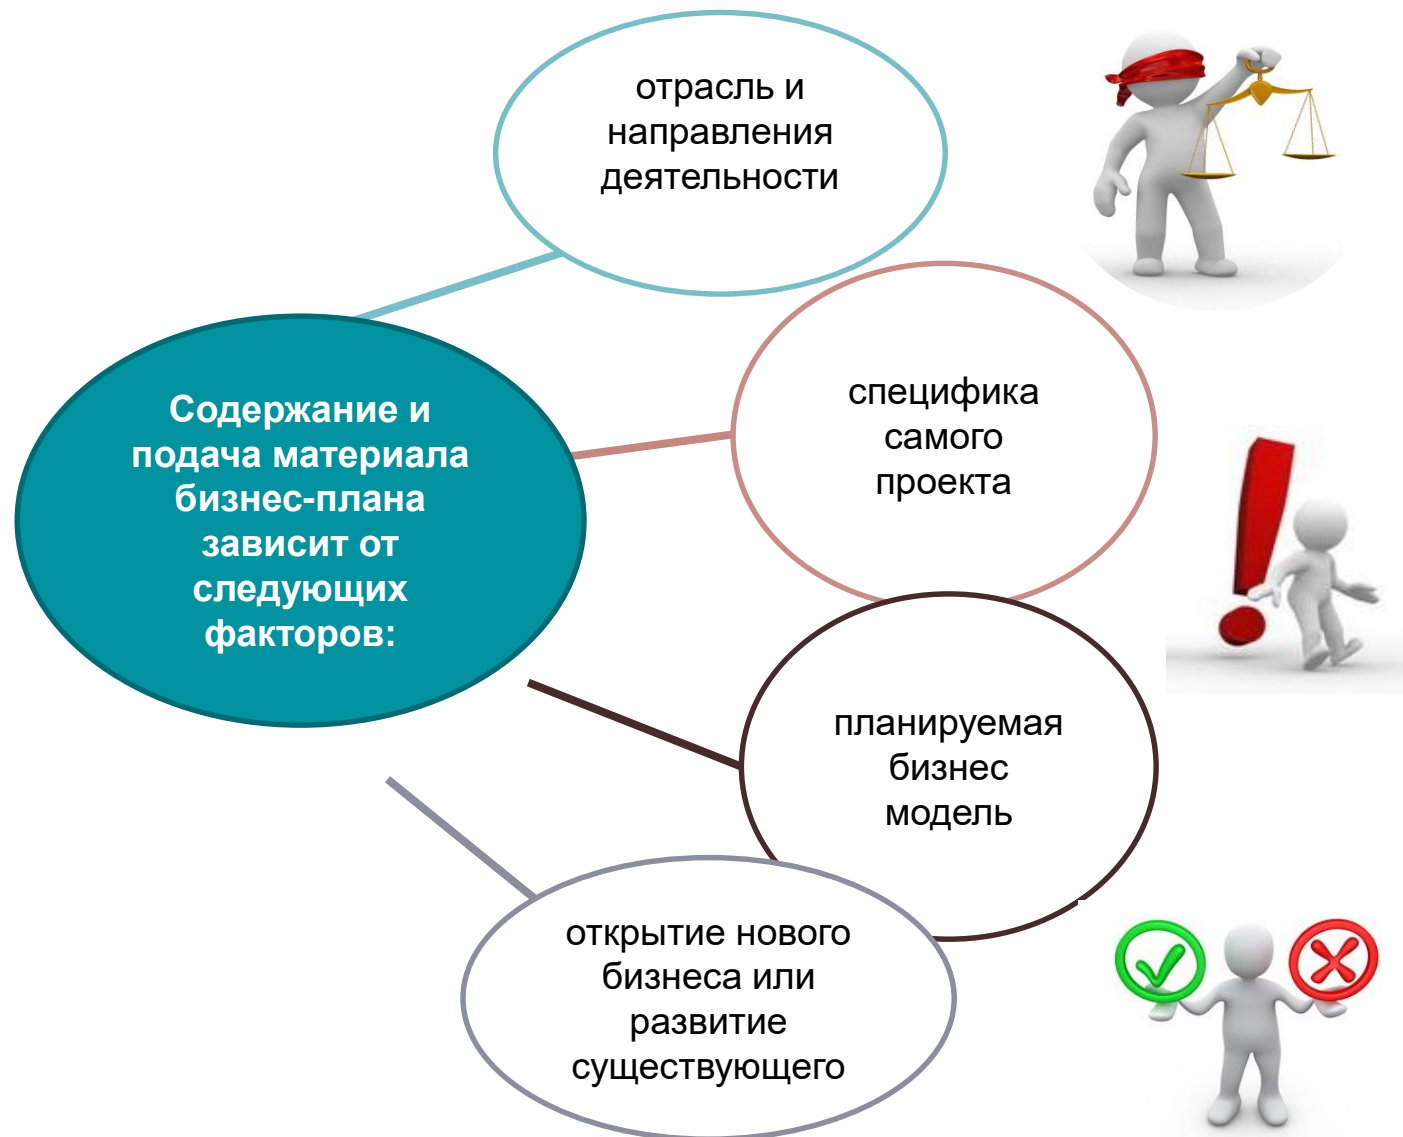 отрасль и
направления
деятельности
Содержание и
подача материала
бизнес-плана
зависит от
следующих
факторов:
специфика
самого
проекта
планируемая
бизнес
модель
открытие нового
бизнеса или
развитие
существующего